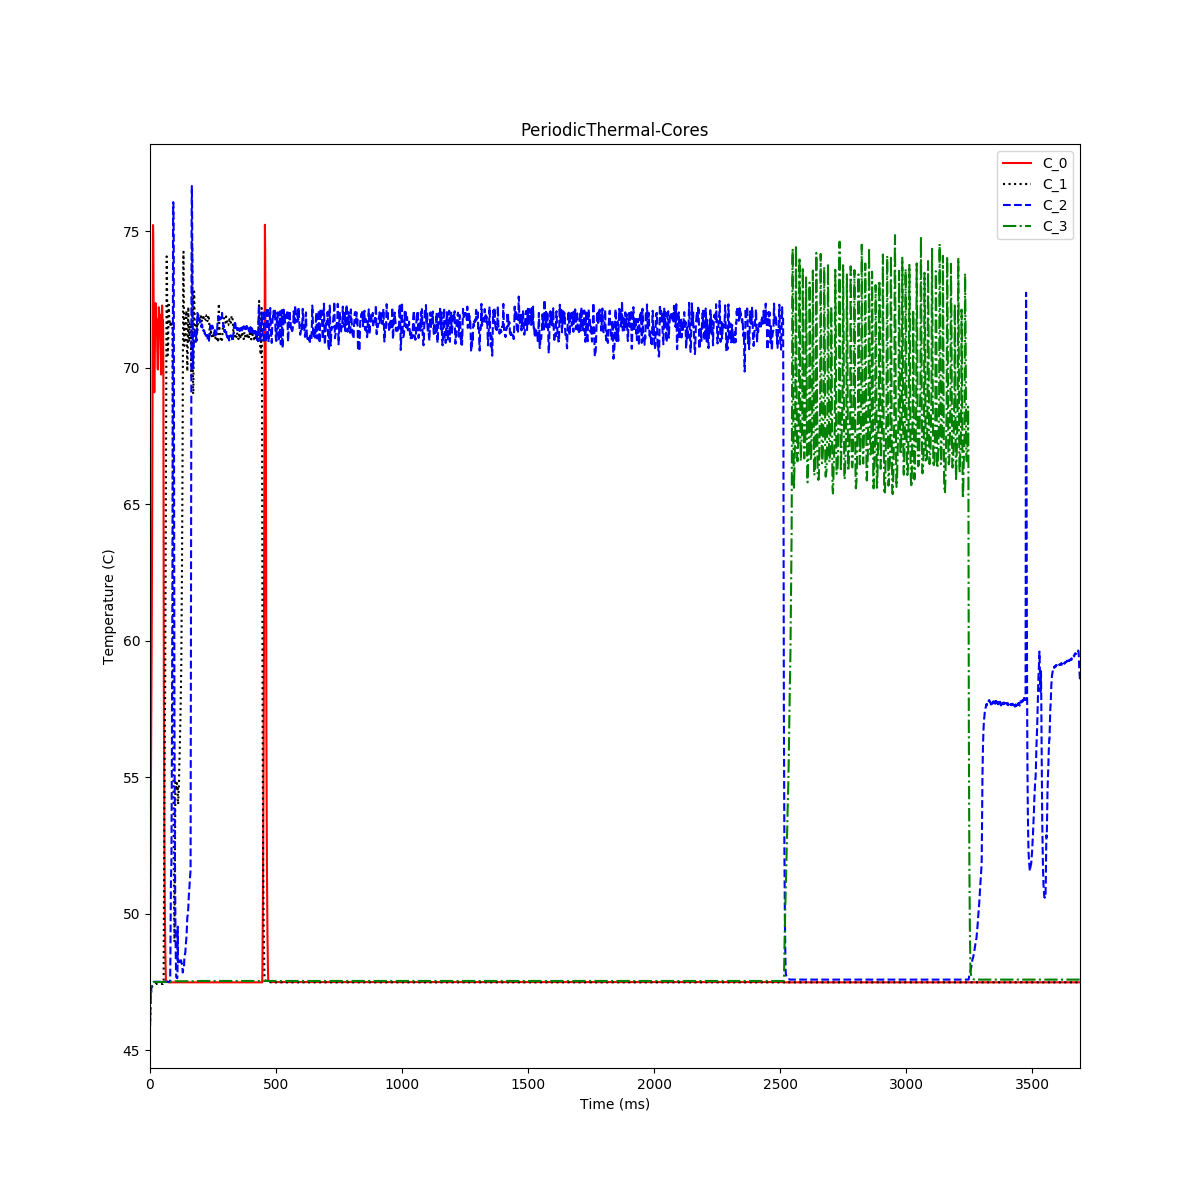 PeriodicThermal-Cores
C_0
C_1
C_2
C_3
75
70
65
60
55
50
45
Temperature (C)
0 500 1000 1500 2000 2500 3000 3500
Time (ms)